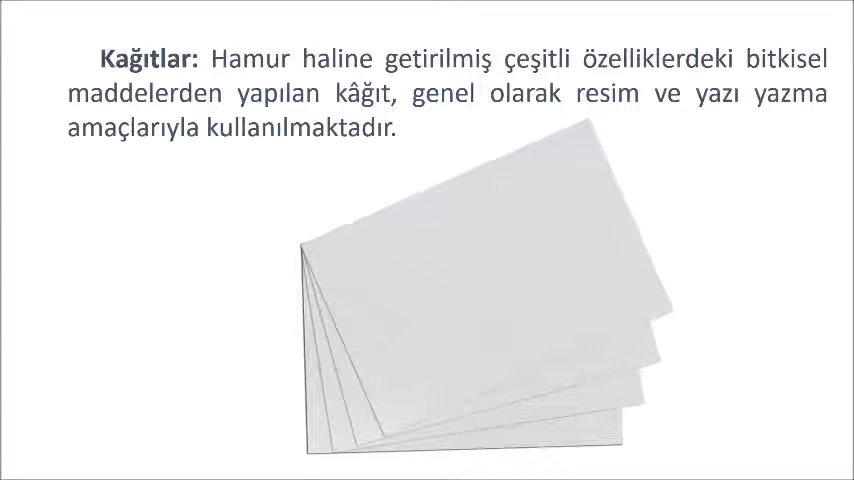 Kağıtlar: Hamur haline getirilmiş çeşitli özelliklerdeki bitkisel
maddelerden yapılan kâğıt, genel olarak resim ve yazı yazma
amaçlarıyla kullanılmaktadır.